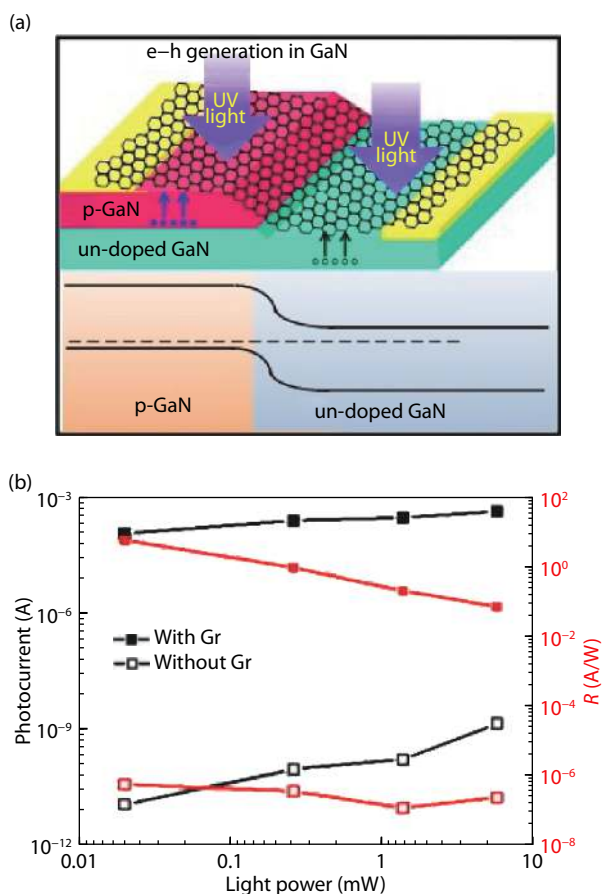 (a)
e–h generation in GaN
UV
light
UV
light
p-GaN
un-doped GaN
p-GaN
un-doped GaN
(b)
10⁻³
10⁻⁶
10⁻⁹
10⁻¹²
Photocurrent (A)
With Gr
Without Gr
10²
10⁰
10⁻²
10⁻⁴
10⁻⁶
10⁻⁸
R (A/W)
0.01
0.1
1
10
Light power (mW)